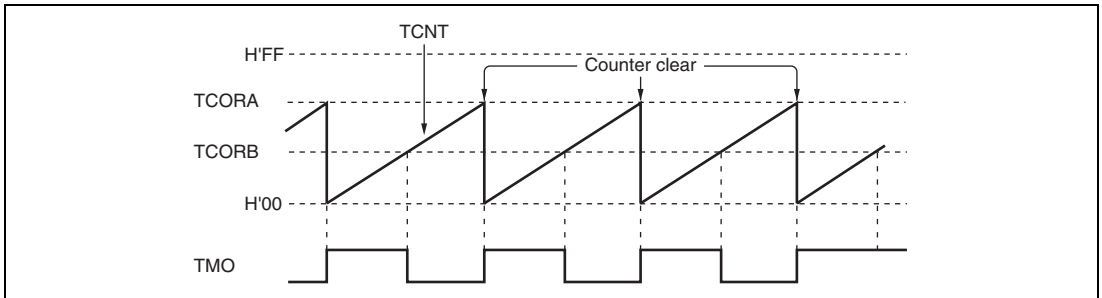 TCNT
H'FF
Counter clear
TCORA
TCORB
H'00
TMO